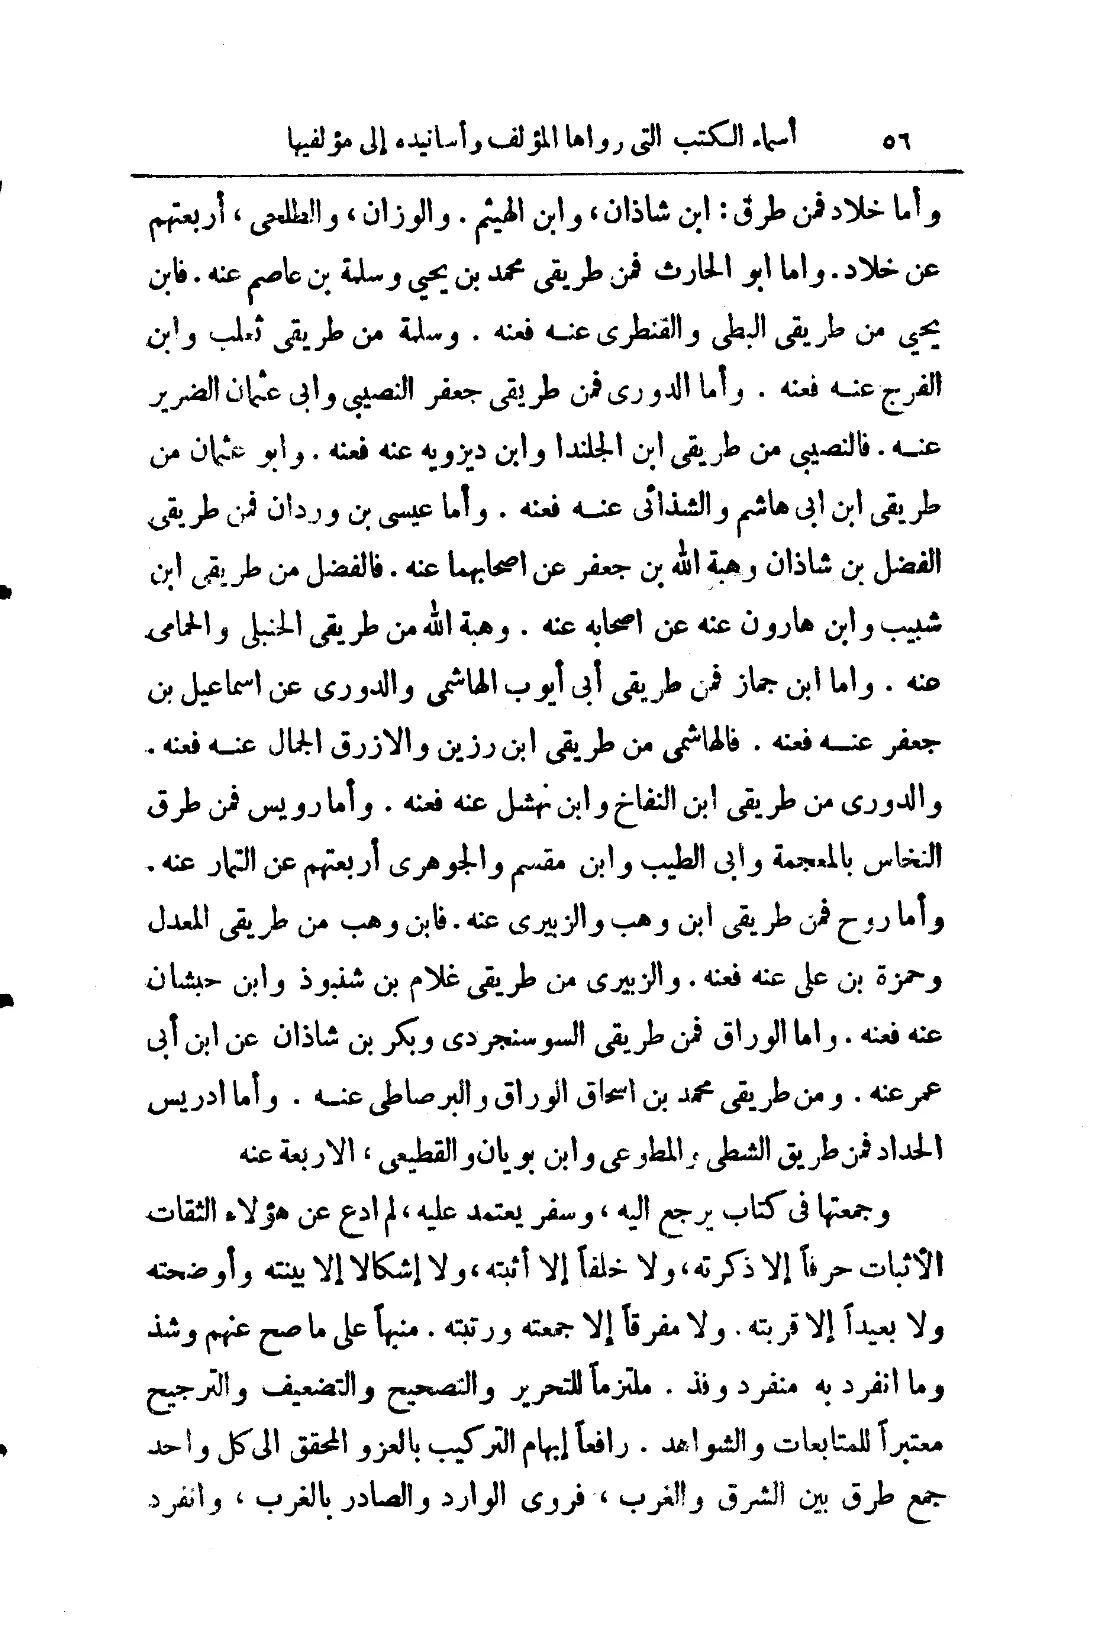 ٥٦ أسماء الكتب التى رواها المؤلف وأسانيده إلى مؤلفيها
وأما خلاد فمن طرق : ابن شاذان، وابن الهيثم . والوزان، والطلحى ، أربعتهم
عن خلاد. واما ابو الحارث فمن طريقى محمد بن يحيي وسلمة بن عاصم عنه . فابن
يحيي من طريقى البطى والقنطرى عنـه فعنه . وسلمة من طريقى ثعلب وابن
الفرج عنـه فعنه . وأما الدورى فمن طريقى جعفر النصيبى وابى عثمان الضرير
عنـه . فالنصيبى من طريقى ابن الجلندا وابن ديزويه عنه فعنه . وابو عثمان من
طريقى ابن ابى هاشم والشذائى عنـه فعنه . وأما عيسى بن وردان فمن طريقى
الفضل بن شاذان وهبة الله بن جعفر عن اصحابهما عنه . فالفضل من طريقى ابن
شبيب وابن هارون عنه عن اصحابه عنه . وهبة الله من طريقى الحنبلى والحمامى
عنه . واما ابن جماز فمن طريقى أبى أيوب الهاشمى والدورى عن اسماعيل بن
جعفر عنـه فعنه . فالهاشمى من طريقى ابن رزين والازرق الجمال عنـه فعنه .
والدورى من طريقى ابن النفاخ وابن نهشل عنه فعنه . وأما رويس فمن طرق
النخاس بالمعجمة وابى الطيب وابن مقسم والجوهرى أربعتهم عن التمار عنه .
وأما روح فمن طريقى ابن وهب والزبيرى عنه . فابن وهب من طريقى المعدل
وحمزة بن على عنه فعنه . والزبيرى من طريقى غلام بن شنبوذ وابن حبشان
عنه فعنه . واما الوراق فمن طريقى السوسنجردى وبكر بن شاذان عن ابن أبى
عمر عنه . ومن طريقى محمد بن اسحاق الوراق والبرصاطى عنـه . وأما ادريس
الحداد فمن طريق الشطى والمطوعى وابن بويان والقطيعى ، الاربعة عنه
وجمعتها فى كتاب يرجع اليه ، وسفر يعتمد عليه ، لم ادع عن هؤلاء الثقات
الأثبات حرفاً إلا ذكرته، ولا خلفاً إلا أثبته، ولا إشكالا إلا بينته وأوضحته
ولا بعيداً إلا قربته. ولا مفرقاً إلا جمعته ورتبته . منبهاً على ما صح عنهم وشذ
وما انفرد به منفرد وفذ . ملتزماً للتحرير والتصحيح والتضعيف والترجيح
معتبراً للمتابعات والشواهد . رافعاً إبهام التركيب بالعزو المحقق الى كل واحد
جمع طرق بين الشرق والغرب ، فروى الوارد والصادر بالغرب ، وانفرد